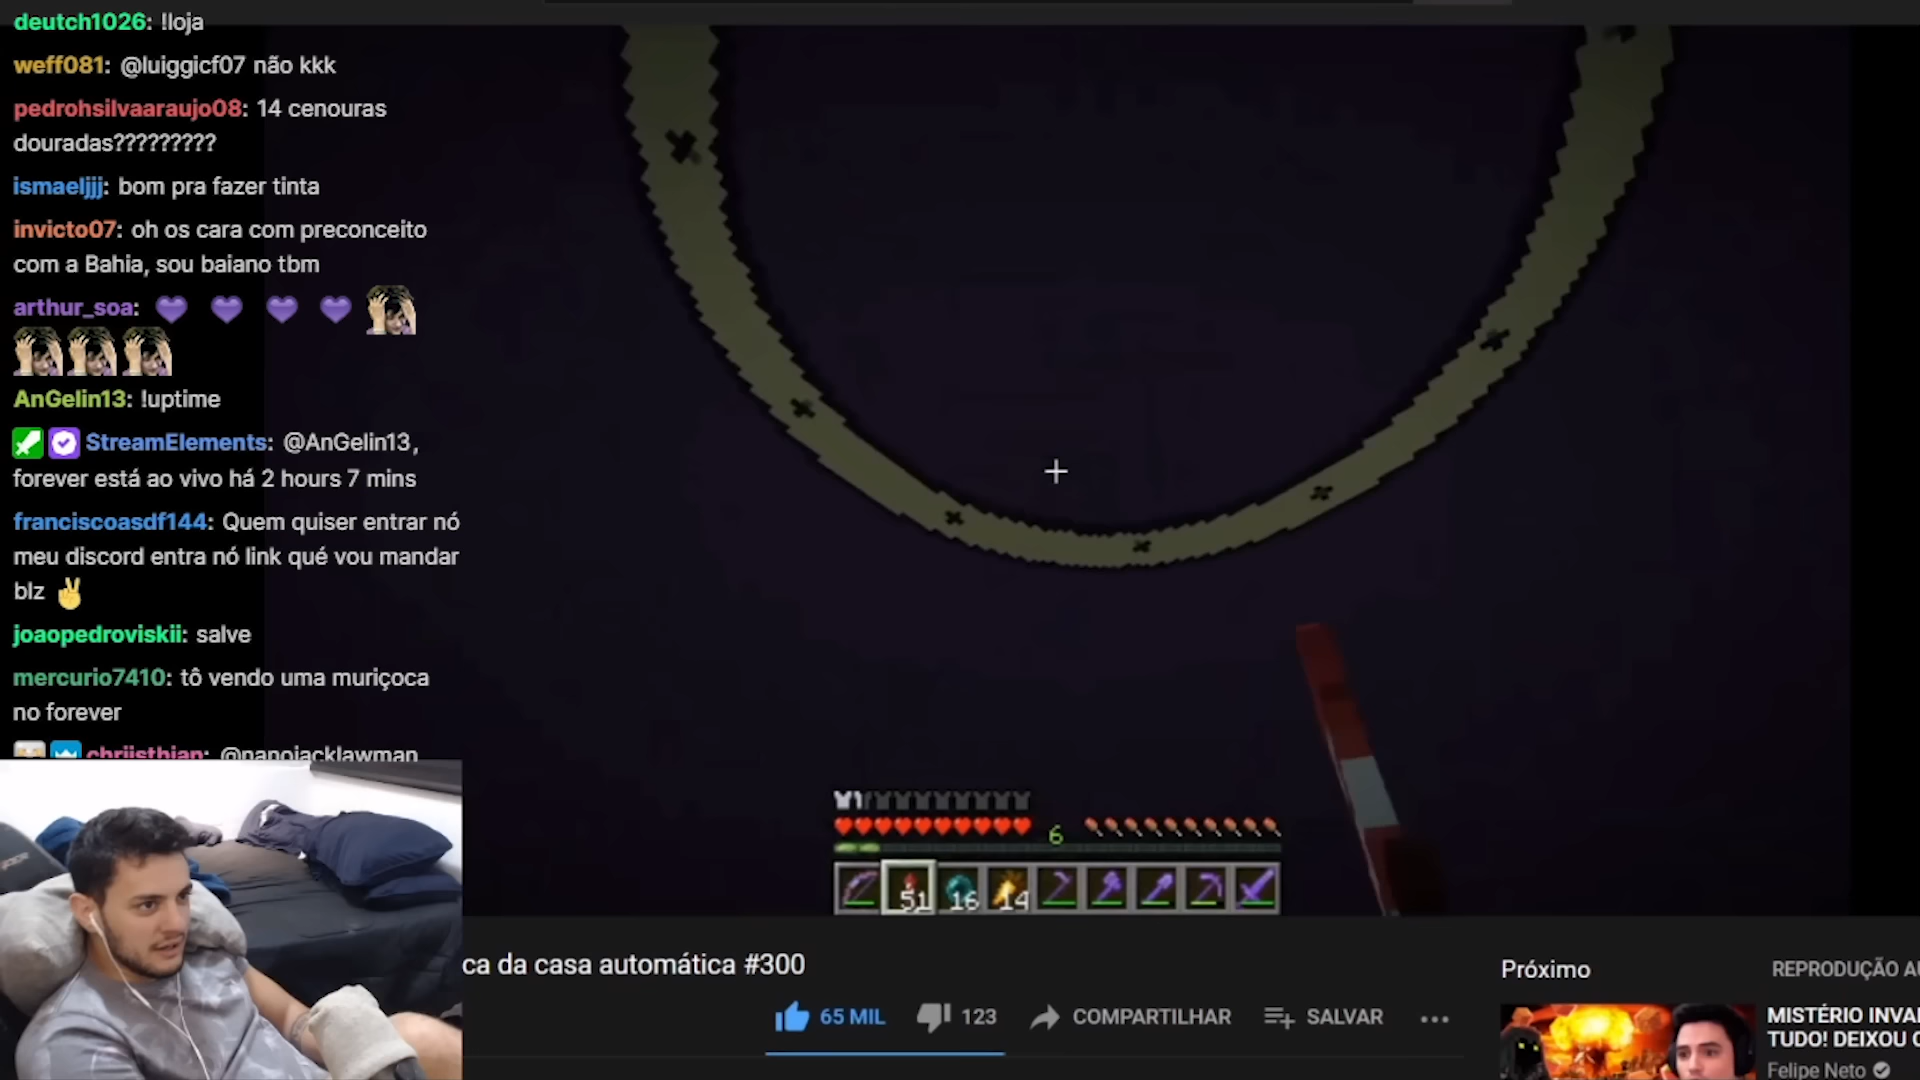 deutch1026: !loja
weff081: @luiggicf07 não kkk
pedrohsilvaaraujo08: 14 cenouras
douradas?????????
ismaeljjj: bom pra fazer tinta
invicto07: oh os cara com preconceito
com a Bahia, sou baiano tbm
arthur_soa:
AnGelin13: !uptime
StreamElements: @AnGelin13,
forever está ao vivo há 2 hours 7 mins
franciscoasdf144: Quem quiser entrar nó
meu discord entra nó link qué vou mandar
blz
joaopedroviskii: salve
mercurio7410: tô vendo uma muriçoca
no forever
chriisthian: @nanojacklawman
6
51 16 14
ca da casa automática #300
65 MIL 123 COMPARTILHAR SALVAR
Próximo
REPRODUÇÃO AU
MISTÉRIO INVA
TUDO! DEIXOU
Felipe Neto